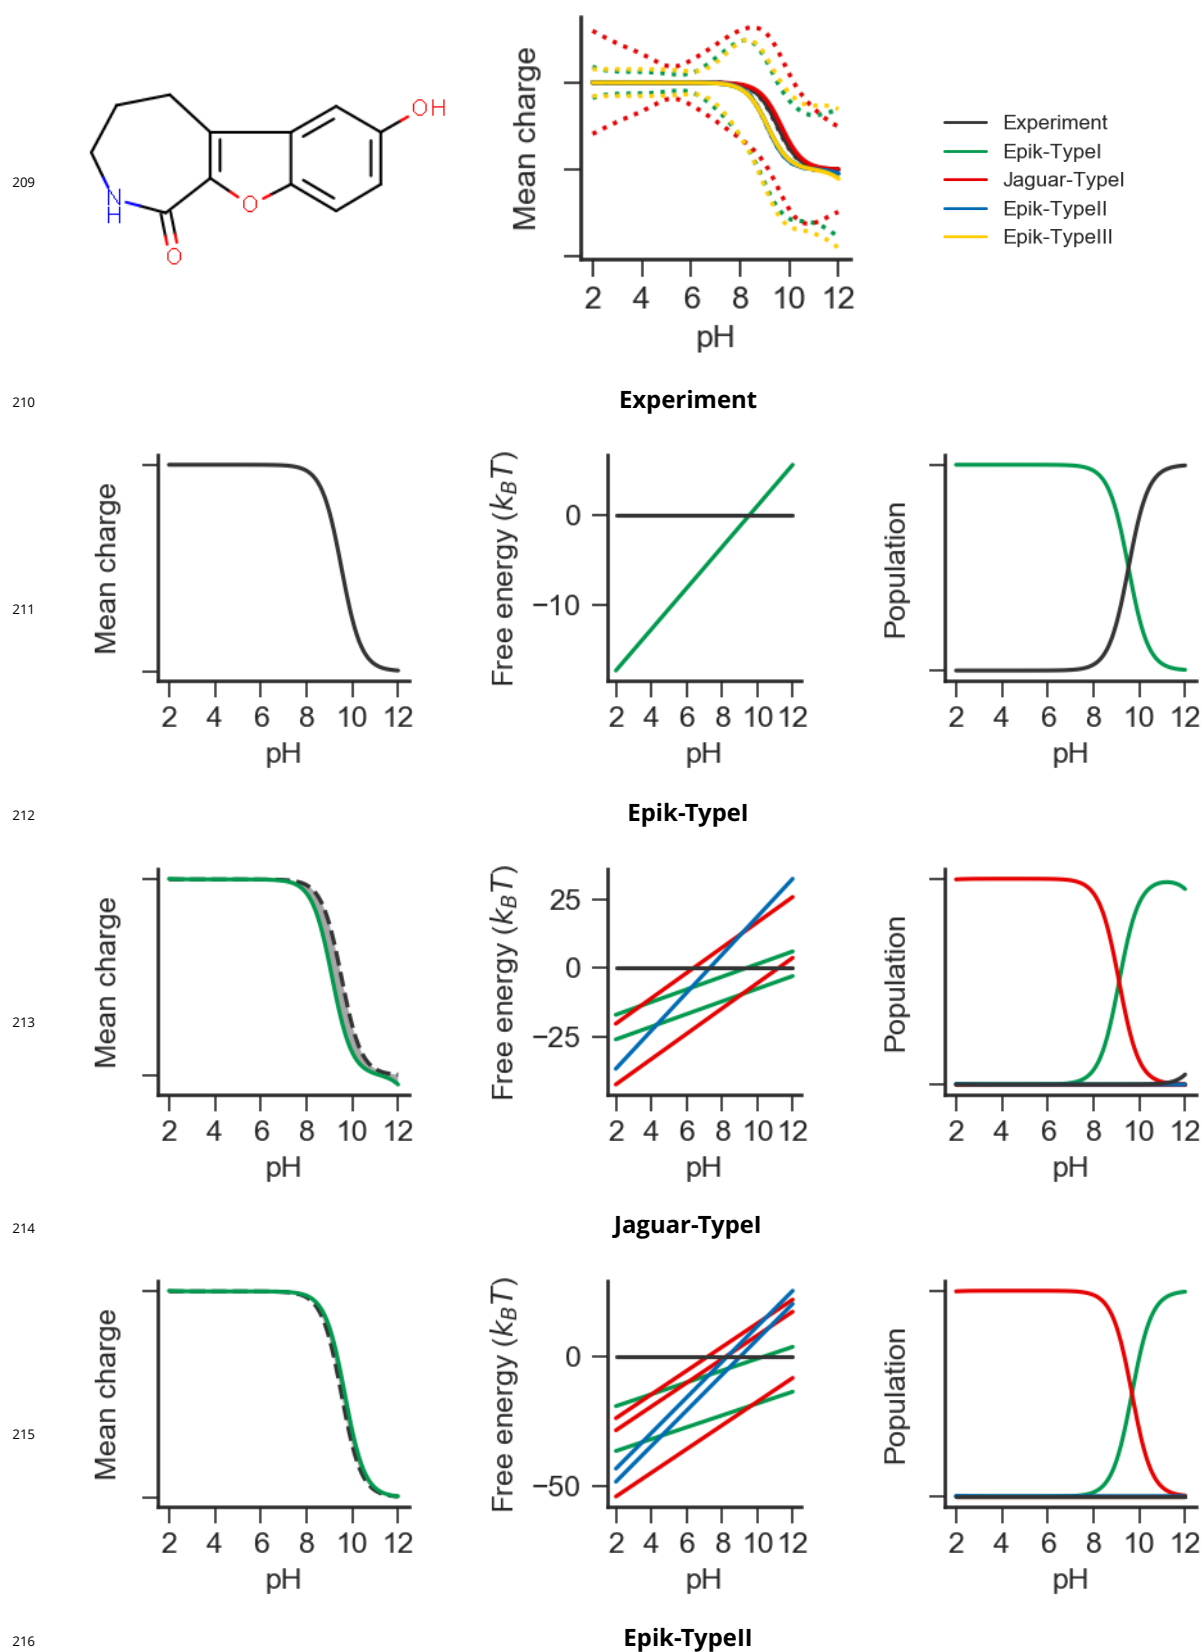 OH
N
H
O
O
209
Mean charge
2 4 6 8 10 12
pH
Experiment
Epik-TypeI
Jaguar-TypeI
Epik-TypeII
Epik-TypeIII
210
Experiment
211
Mean charge
2 4 6 8 10 12
pH
Free energy (kBT)
0
−10
2 4 6 8 10 12
pH
Population
2 4 6 8 10 12
pH
212
Epik-TypeI
213
Mean charge
2 4 6 8 10 12
pH
Free energy (kBT)
25
0
−25
2 4 6 8 10 12
pH
Population
2 4 6 8 10 12
pH
214
Jaguar-TypeI
215
Mean charge
2 4 6 8 10 12
pH
Free energy (kBT)
0
−50
2 4 6 8 10 12
pH
Population
2 4 6 8 10 12
pH
216
Epik-TypeII